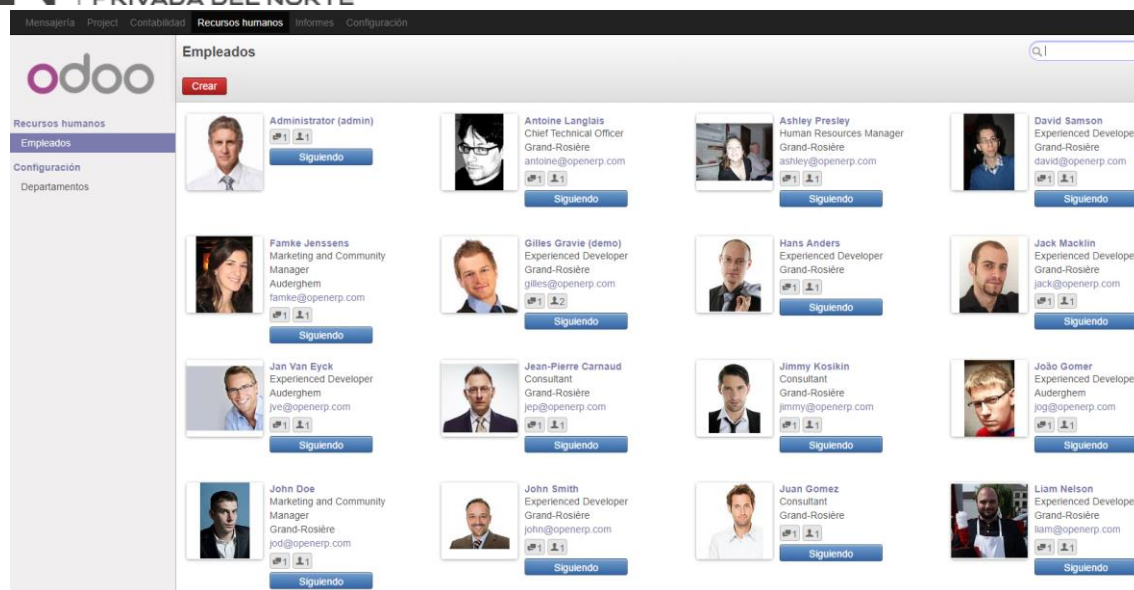 PRIVADA DEL NORTE
Mensajería Project Contabilidad Recursos humanos Informes Configuración
odoo
Empleados
Crear
Recursos humanos
Empleados
Configuración
Departamentos
Administrator (admin)
1 1
Siguiendo
Antoine Langlais
Chief Technical Officer
Grand-Rosière
antoine@openerp.com
1 1
Siguiendo
Ashley Presley
Human Resources Manager
Grand-Rosière
ashley@openerp.com
1 1
Siguiendo
David Samson
Experienced Develope
Grand-Rosière
david@openerp.com
1 1
Siguiendo
Famke Jenssens
Marketing and Community
Manager
Auderghem
famke@openerp.com
1 1
Siguiendo
Gilles Gravie (demo)
Experienced Developer
Grand-Rosière
gilles@openerp.com
1 2
Siguiendo
Hans Anders
Experienced Developer
Grand-Rosière
1 1
Siguiendo
Jack Macklin
Experienced Develope
Grand-Rosière
jack@openerp.com
1 1
Siguiendo
Jan Van Eyck
Experienced Developer
Auderghem
jve@openerp.com
1 1
Siguiendo
Jean-Pierre Carnaud
Consultant
Grand-Rosière
jep@openerp.com
1 1
Siguiendo
Jimmy Kosikin
Consultant
Grand-Rosière
jimmy@openerp.com
1 1
Siguiendo
João Gomer
Experienced Develope
Auderghem
jog@openerp.com
1 1
Siguiendo
John Doe
Marketing and Community
Manager
Grand-Rosière
jod@openerp.com
1 1
Siguiendo
John Smith
Experienced Developer
Grand-Rosière
john@openerp.com
1 1
Siguiendo
Juan Gomez
Consultant
Grand-Rosière
1 1
Siguiendo
Liam Nelson
Experienced Develope
Grand-Rosière
liam@openerp.com
1 1
Siguiendo